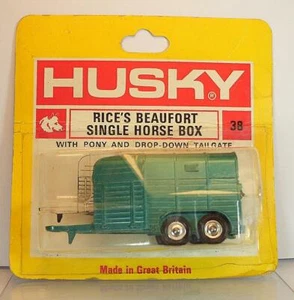 HUSKY®
RICE'S BEAUFORT
SINGLE HORSE BOX
38
WITH PONY AND DROP-DOWN TAILGATE
Made in Great Britain